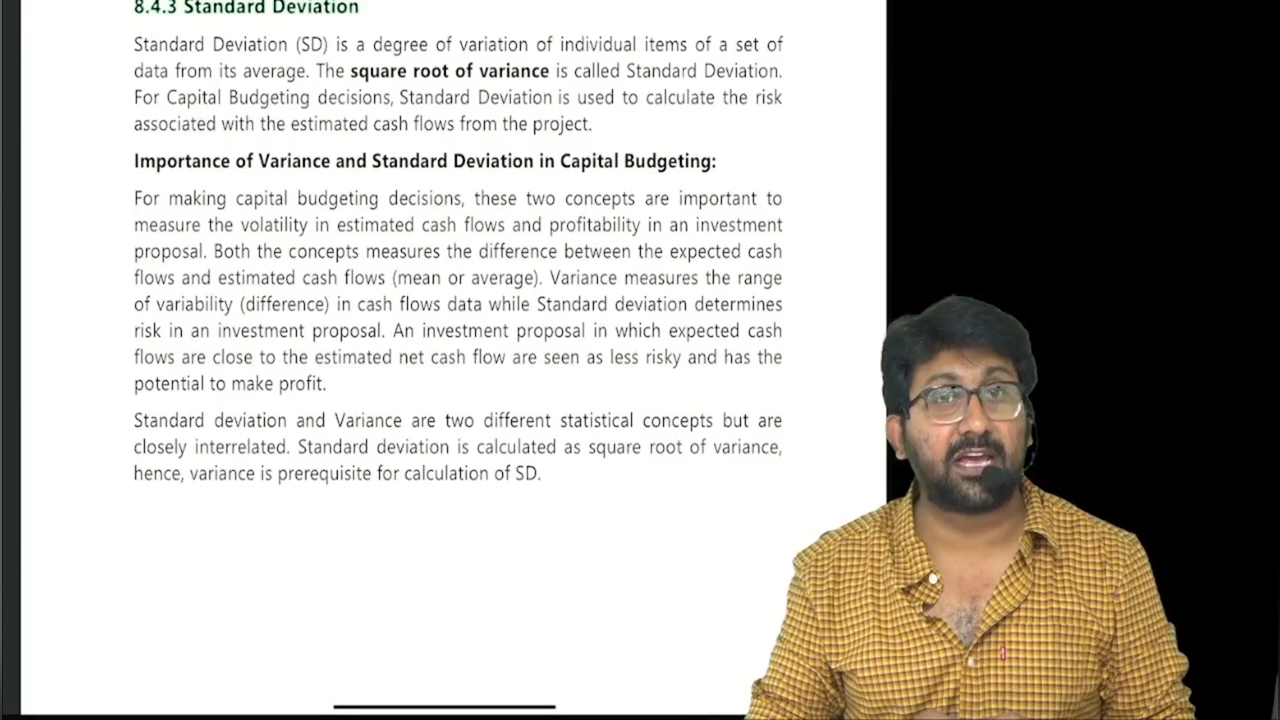 8.4.3 Standard Deviation
Standard Deviation (SD) is a degree of variation of individual items of a set of
data from its average. The square root of variance is called Standard Deviation.
For Capital Budgeting decisions, Standard Deviation is used to calculate the risk
associated with the estimated cash flows from the project.
Importance of Variance and Standard Deviation in Capital Budgeting:
For making capital budgeting decisions, these two concepts are important to
measure the volatility in estimated cash flows and profitability in an investment
proposal. Both the concepts measures the difference between the expected cash
flows and estimated cash flows (mean or average). Variance measures the range
of variability (difference) in cash flows data while Standard deviation determines
risk in an investment proposal. An investment proposal in which expected cash
flows are close to the estimated net cash flow are seen as less risky and has the
potential to make profit.
Standard deviation and Variance are two different statistical concepts but are
closely interrelated. Standard deviation is calculated as square root of variance,
hence, variance is prerequisite for calculation of SD.